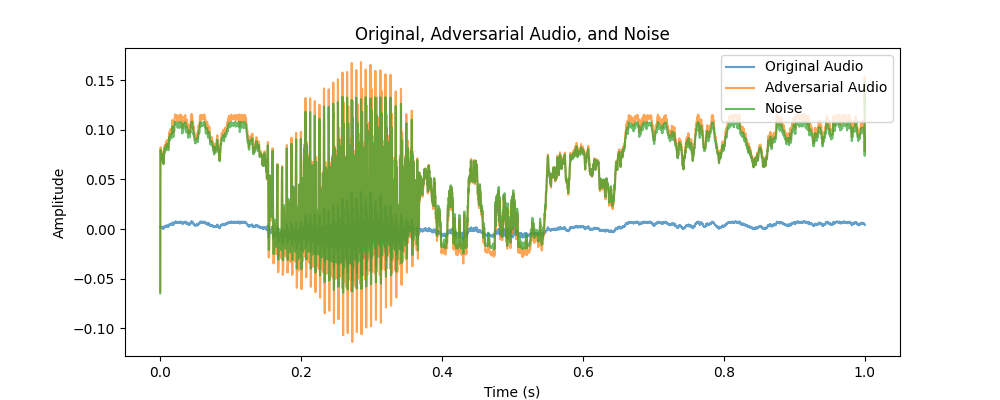 Original, Adversarial Audio, and Noise
Original Audio
Adversarial Audio
Noise
Amplitude
0.15
0.10
0.05
0.00
−0.05
−0.10
0.0 0.2 0.4 0.6 0.8 1.0
Time (s)